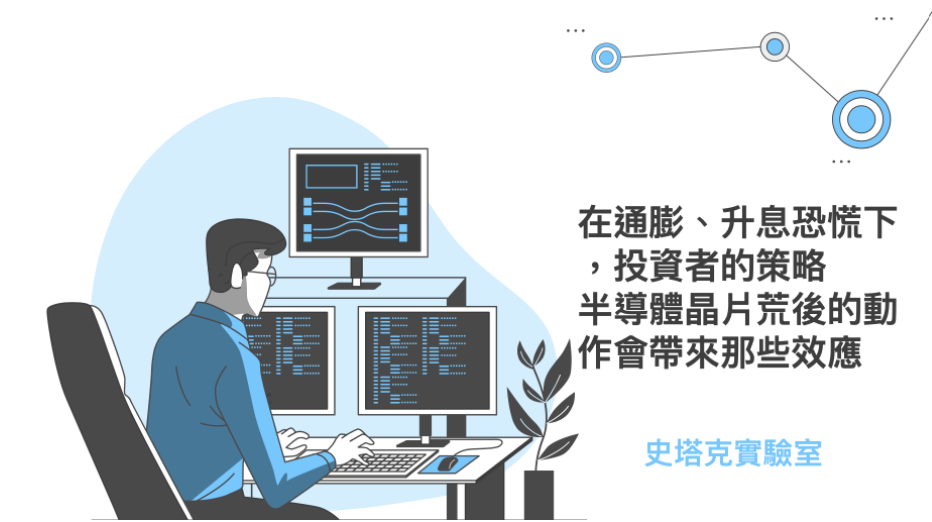 在通膨、升息恐慌下
，投資者的策略
半導體晶片荒後的動
作會帶來那些效應
史塔克實驗室